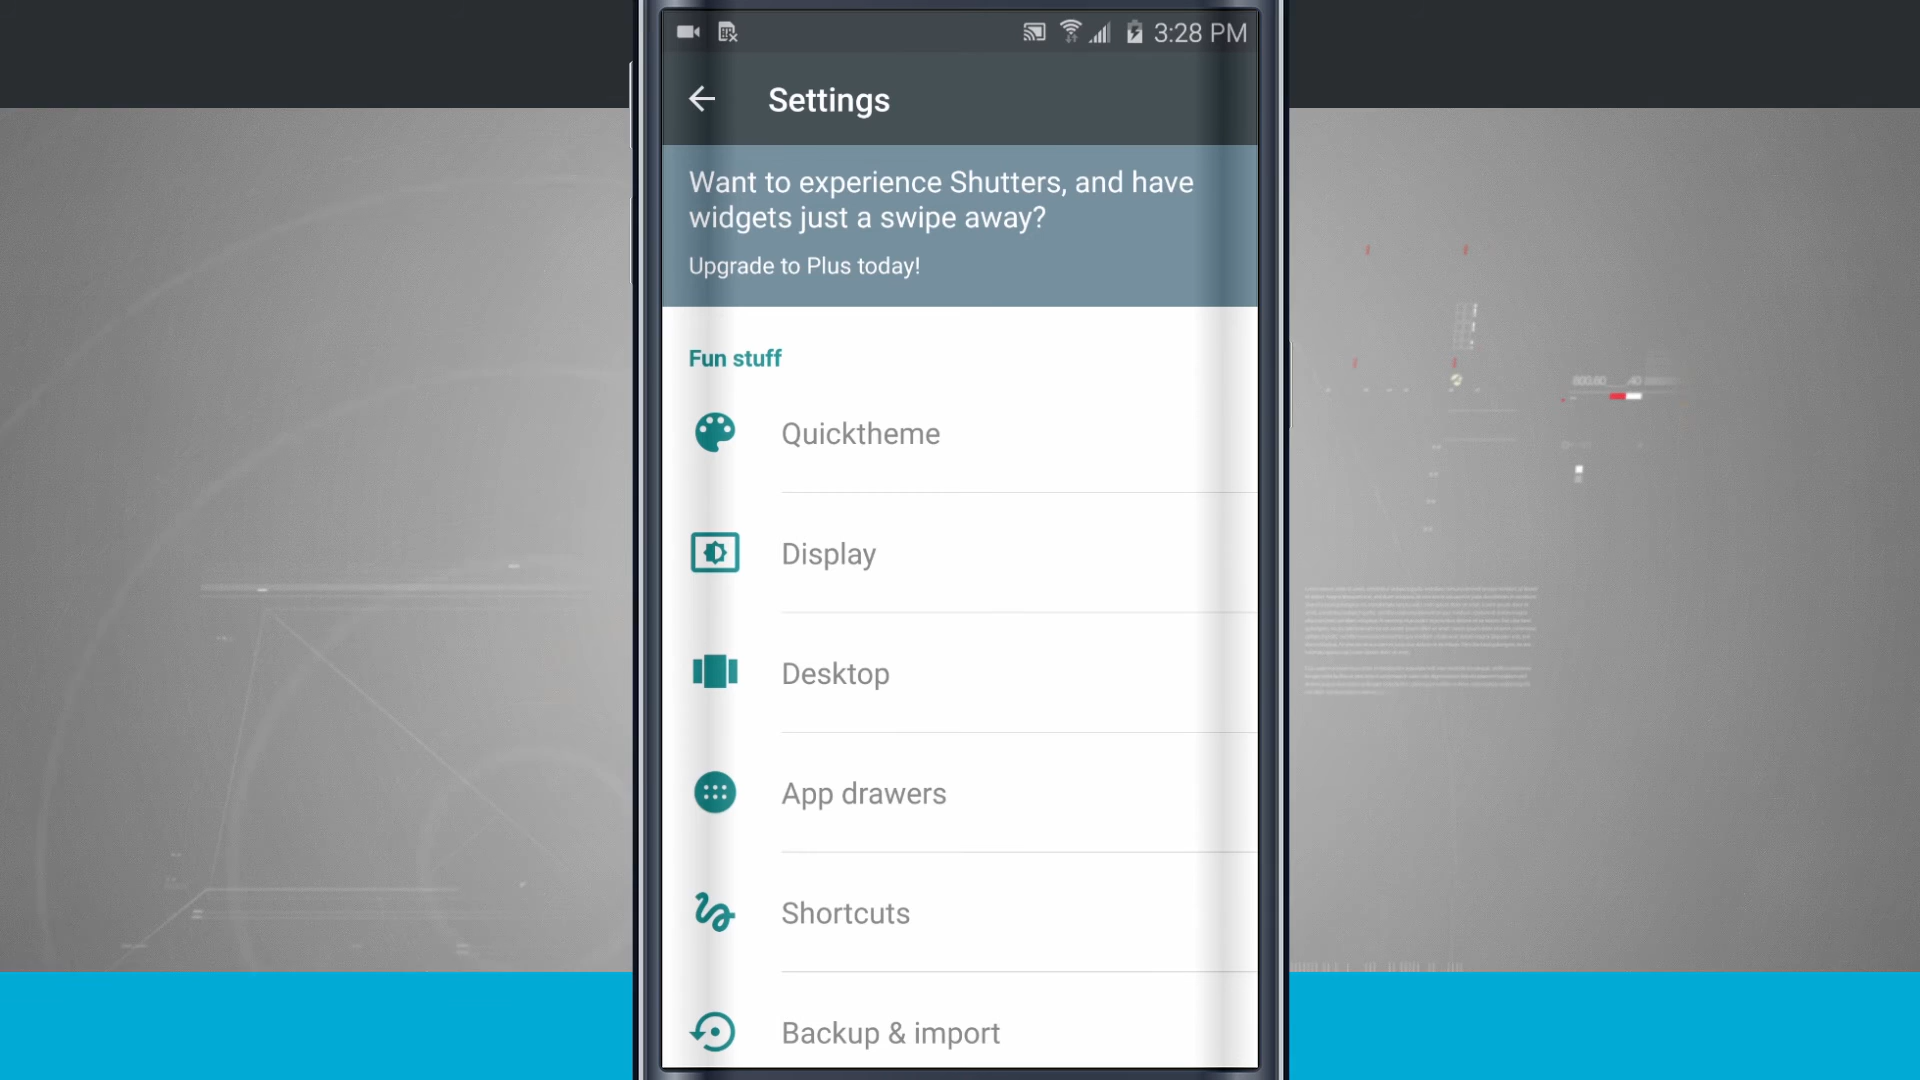 3:28 PM
Settings
Want to experience Shutters, and have
widgets just a swipe away?
Upgrade to Plus today!
Fun stuff
Quicktheme
Display
Desktop
App drawers
Shortcuts
Backup & import